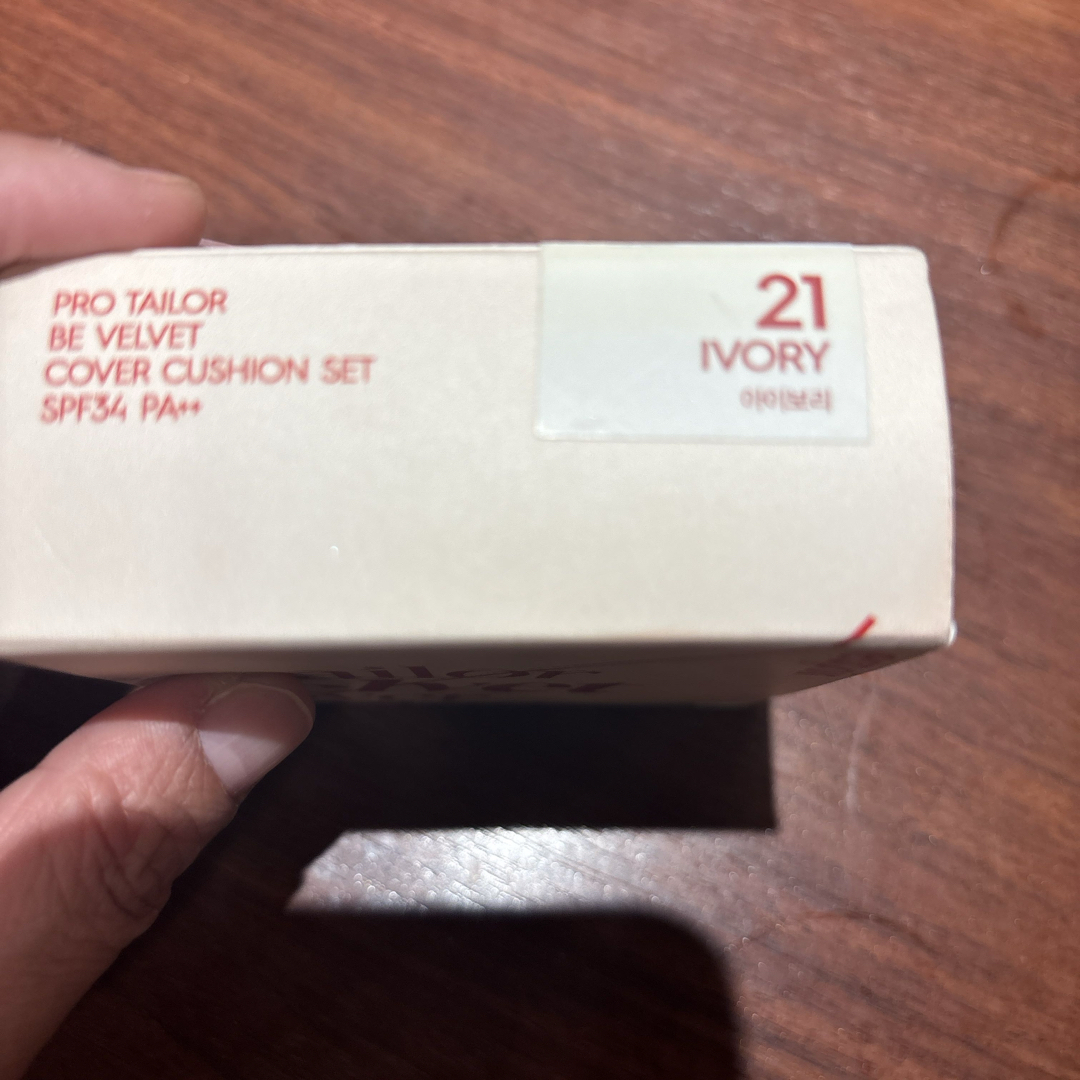 PRO TAILOR
BE VELVET
COVER CUSHION SET
SPF34 PA++
21
IVORY
아이보리